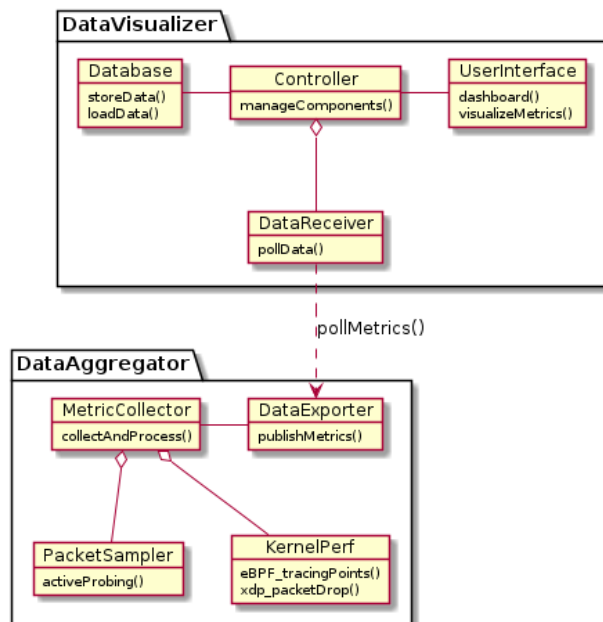 DataVisualizer
Database
storeData()
loadData()
Controller
manageComponents()
UserInterface
dashboard()
visualizeMetrics()
DataReceiver
pollData()
pollMetrics()
DataAggregator
MetricCollector
collectAndProcess()
DataExporter
publishMetrics()
PacketSampler
activeProbing()
KernelPerf
eBPF_tracingPoints()
xdp_packetDrop()